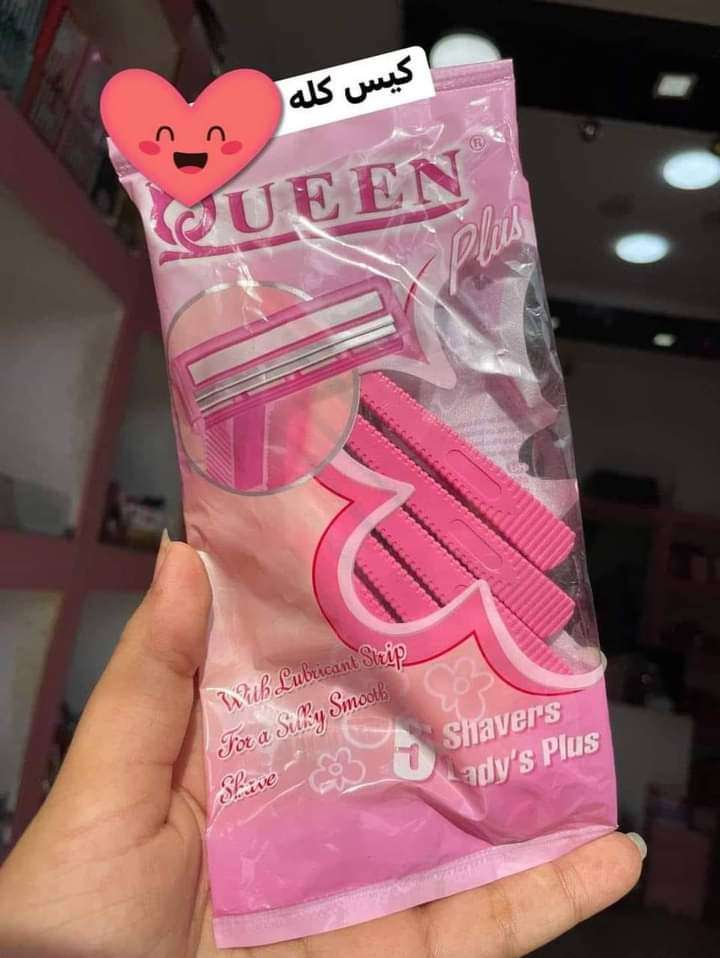 كيس كله
QUEEN®
Plus
With Lubricant Strip
For a Silky Smooth
Shave
5 Shavers
Lady's Plus